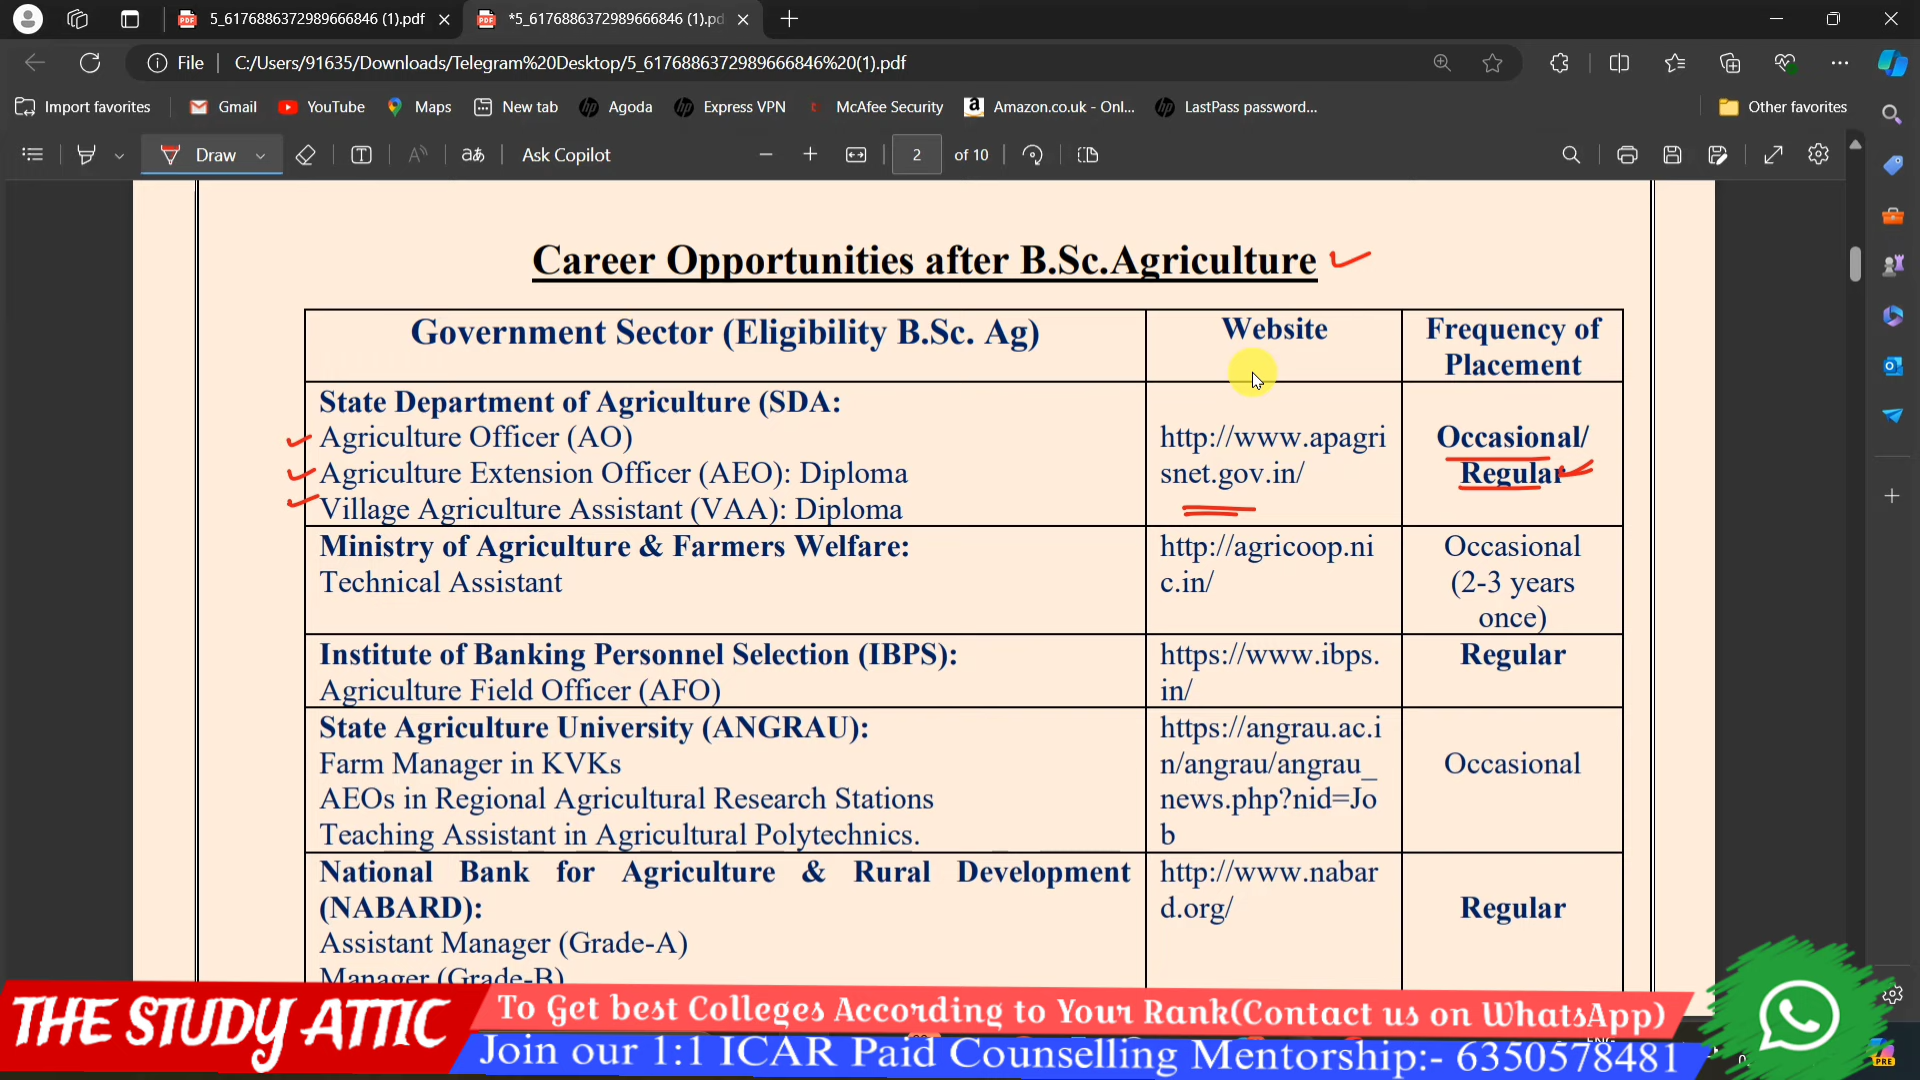 5_6176886372989666846 (1).pdf
*5_6176886372989666846 (1).pd
File
C:/Users/91635/Downloads/Telegram%20Desktop/5_6176886372989666846%20(1).pdf
Import favorites
Gmail
YouTube
Maps
New tab
Agoda
Express VPN
McAfee Security
Amazon.co.uk - Onl...
LastPass password...
Other favorites
Draw
Ask Copilot
2
of 10
Career Opportunities after B.Sc.Agriculture
Government Sector (Eligibility B.Sc. Ag)
Website
Frequency of
Placement
State Department of Agriculture (SDA:
Agriculture Officer (AO)
Agriculture Extension Officer (AEO): Diploma
Village Agriculture Assistant (VAA): Diploma
http://www.apagri
snet.gov.in/
Occasional/
Regular
Ministry of Agriculture & Farmers Welfare:
Technical Assistant
http://agricoop.ni
c.in/
Occasional
(2-3 years
once)
Institute of Banking Personnel Selection (IBPS):
Agriculture Field Officer (AFO)
https://www.ibps.
in/
Regular
State Agriculture University (ANGRAU):
Farm Manager in KVKs
AEOs in Regional Agricultural Research Stations
Teaching Assistant in Agricultural Polytechnics.
https://angrau.ac.i
n/angrau/angrau_
news.php?nid=Jo
b
Occasional
National Bank for Agriculture & Rural Development
(NABARD):
Assistant Manager (Grade-A)
Manager (Grade-B)
http://www.nabar
d.org/
Regular
THE STUDY ATTIC
To Get best Colleges According to Your Rank(Contact us on WhatsApp)
Join our 1:1 ICAR Paid Counselling Mentorship:- 6350578481
PRE